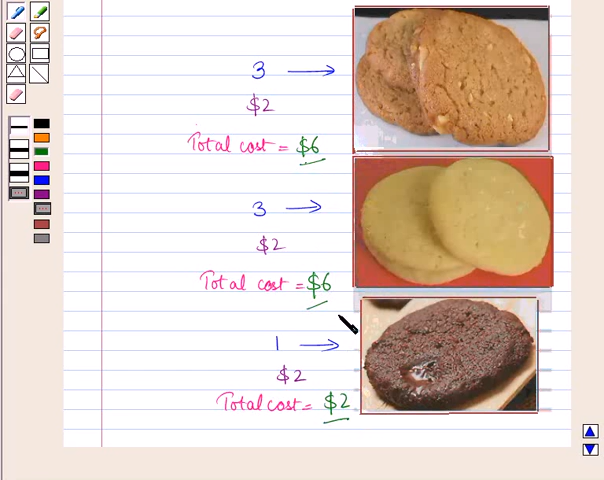 3 →
$2
Total cost = $6
3 →
$2
Total cost = $6
1 →
$2
Total cost = $2